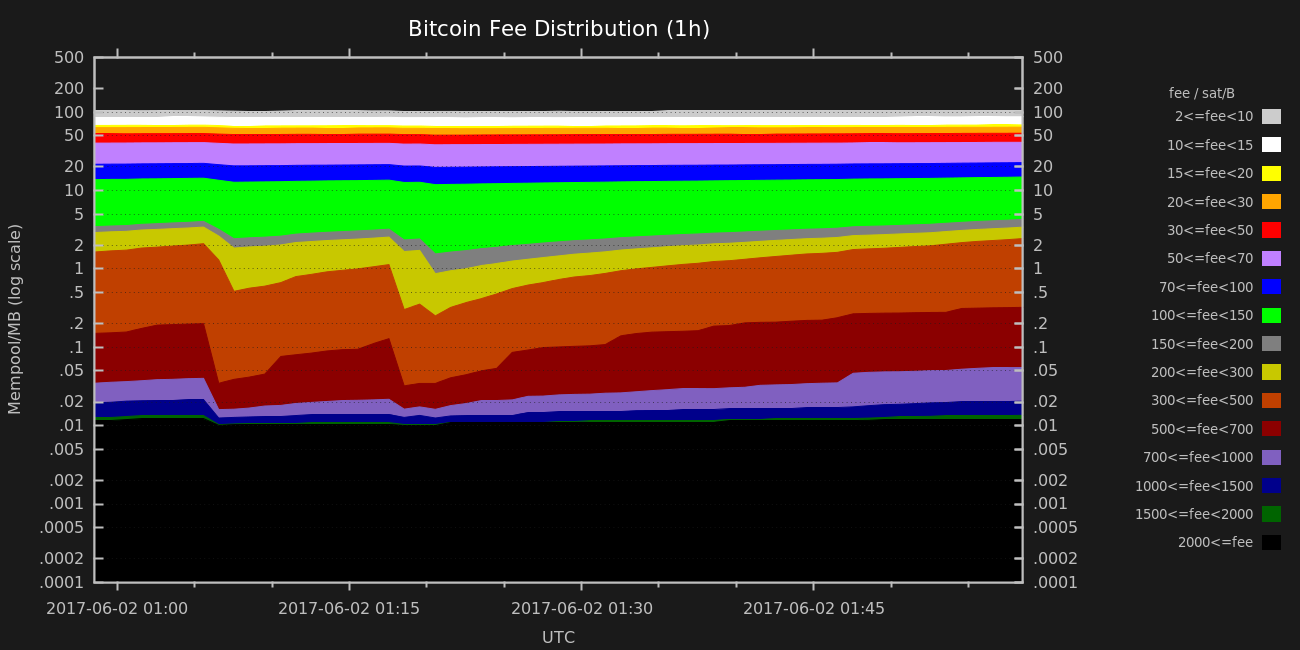 Bitcoin Fee Distribution (1h)
Mempool/MB (log scale)
500
200
100
50
20
10
5
2
1
.5
.2
.1
.05
.02
.01
.005
.002
.001
.0005
.0002
.0001
500
200
100
50
20
10
5
2
1
.5
.2
.1
.05
.02
.01
.005
.002
.001
.0005
.0002
.0001
fee / sat/B
2<=fee<10
10<=fee<15
15<=fee<20
20<=fee<30
30<=fee<50
50<=fee<70
70<=fee<100
100<=fee<150
150<=fee<200
200<=fee<300
300<=fee<500
500<=fee<700
700<=fee<1000
1000<=fee<1500
1500<=fee<2000
2000<=fee
2017-06-02 01:00 2017-06-02 01:15 2017-06-02 01:30 2017-06-02 01:45
UTC